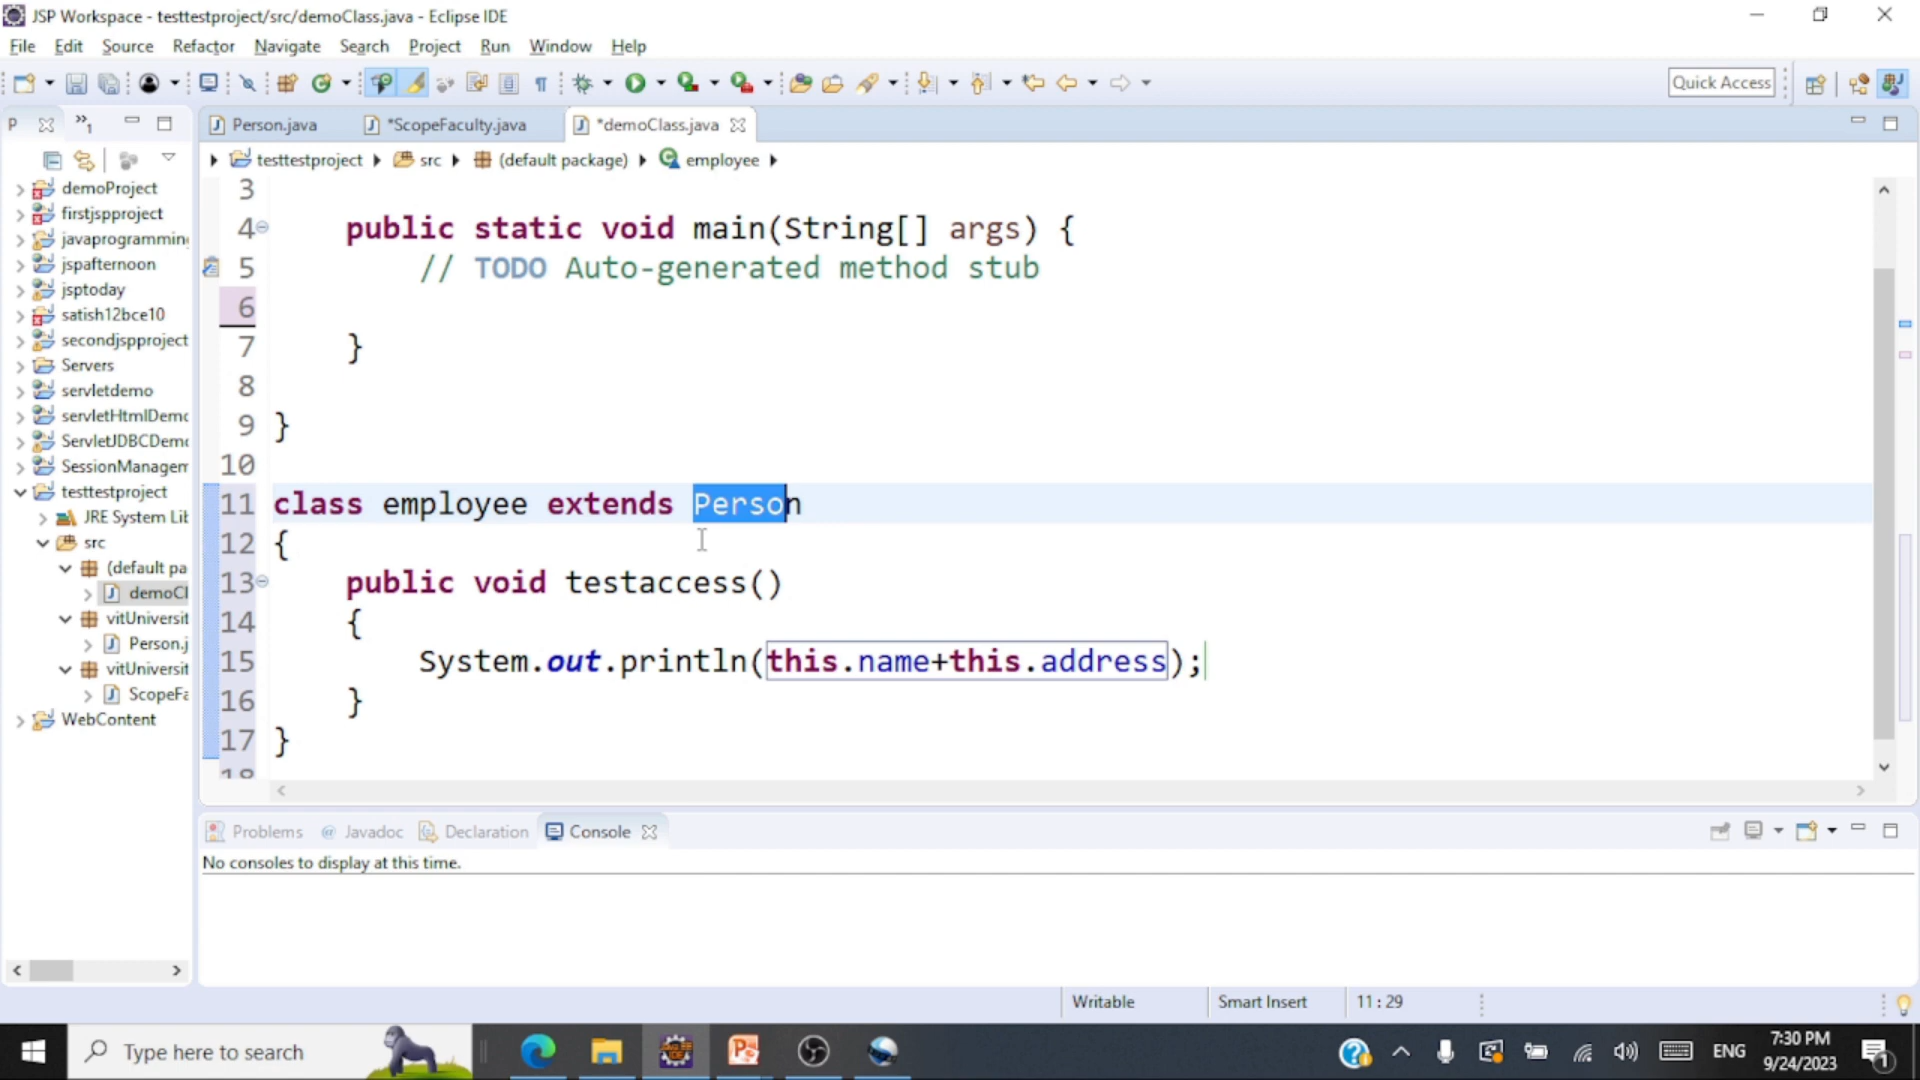 JSP Workspace - testtestproject/src/demoClass.java - Eclipse IDE
File Edit Source Refactor Navigate Search Project Run Window Help
Quick Access
P
Person.java *ScopeFaculty.java *demoClass.java
testtestproject src (default package) employee
demoProject
firstjspproject
javaprogramming
jspafternoon
jsptoday
satish12bce10
secondjspproject
Servers
servletdemo
servletHtmlDemo
ServletJDBCDemo
SessionManagem
testtestproject
JRE System Lib
src
(default pa
demoCl
vitUniversit
Person.j
vitUniversit
ScopeFa
WebContent
3
4 public static void main(String[] args) {
5 // TODO Auto-generated method stub
6
7 }
8
9 }
10
11 class employee extends Person
12 {
13 public void testaccess()
14 {
15 System.out.println(this.name+this.address);
16 }
17 }
18
Problems @ Javadoc Declaration Console
No consoles to display at this time.
Writable Smart Insert 11 : 29
Type here to search
ENG
7:30 PM
9/24/2023
1